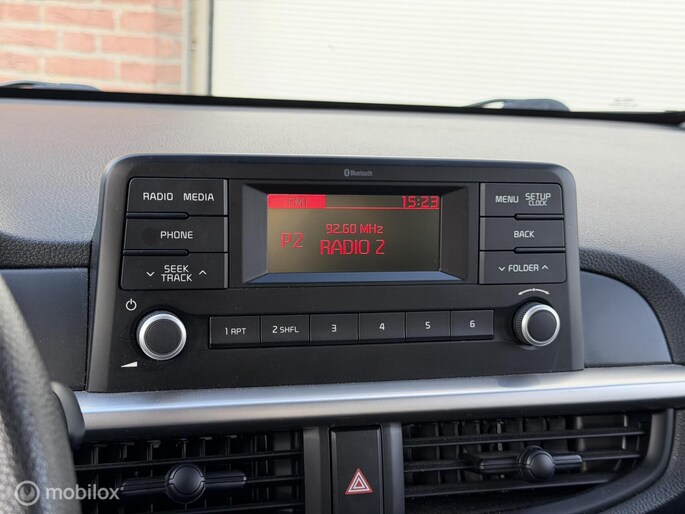 Bluetooth
RADIO MEDIA
FM1 15:23
MENU SETUP
CLOCK
92.60 MHz
PHONE
P2 RADIO 2
BACK
SEEK
TRACK
FOLDER
1 RPT 2 SHFL 3 4 5 6
mobilox